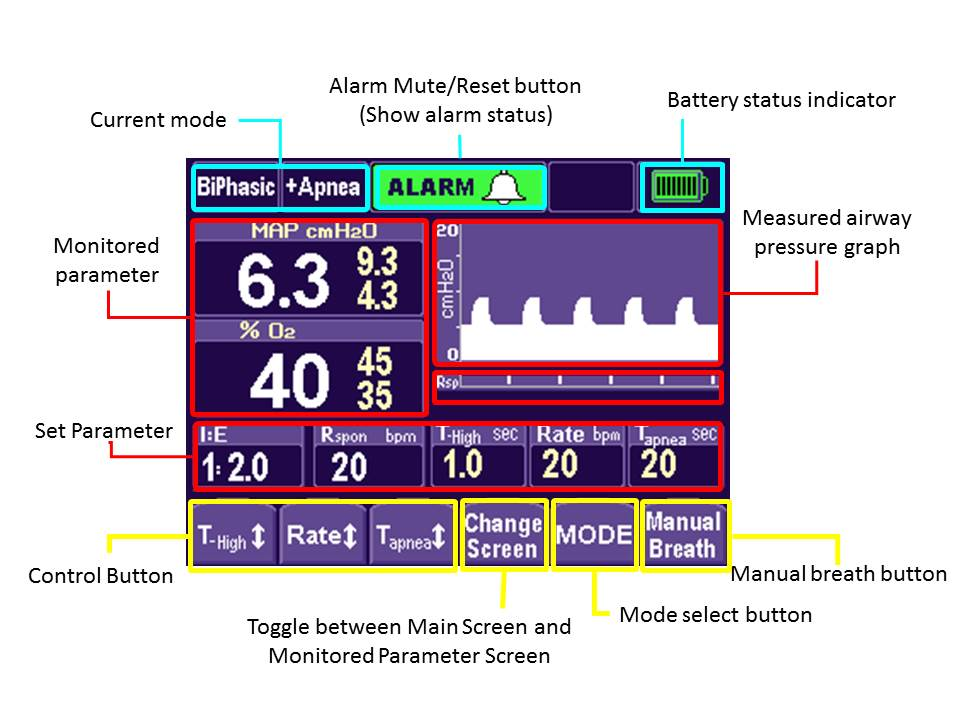 Alarm Mute/Reset button
(Show alarm status)
Battery status indicator
Current mode
BiPhasic +Apnea
ALARM
Measured airway
pressure graph
Monitored
parameter
MAP cmH2O
6.3
9.3
4.3
% O2
40
45
35
20
cmH2O
0
Rsp
Set Parameter
I:E
1: 2.0
Rspon bpm
20
T-High sec
1.0
Rate bpm
20
Tapnea sec
20
T-High ↕
Rate↕
Tapnea↕
Change
Screen
MODE
Manual
Breath
Control Button
Manual breath button
Mode select button
Toggle between Main Screen and
Monitored Parameter Screen